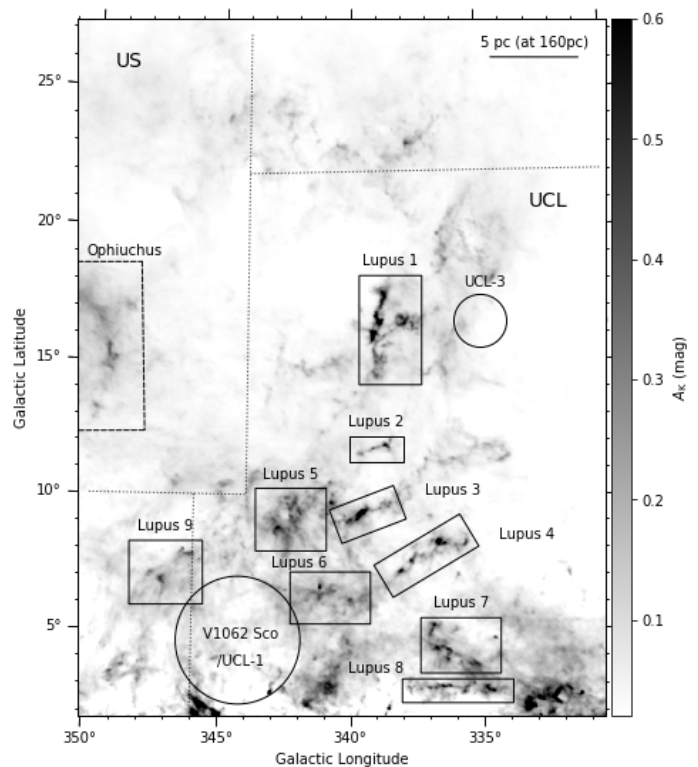 US
5 pc (at 160pc)
UCL
Ophiuchus
Lupus 1
UCL-3
Lupus 2
Lupus 5
Lupus 3
Lupus 9
Lupus 4
Lupus 6
V1062 Sco
/UCL-1
Lupus 7
Lupus 8
25°
20°
15°
10°
5°
Galactic Latitude
350°
345°
340°
335°
Galactic Longitude
0.6
0.5
0.4
0.3
0.2
0.1
A_K (mag)